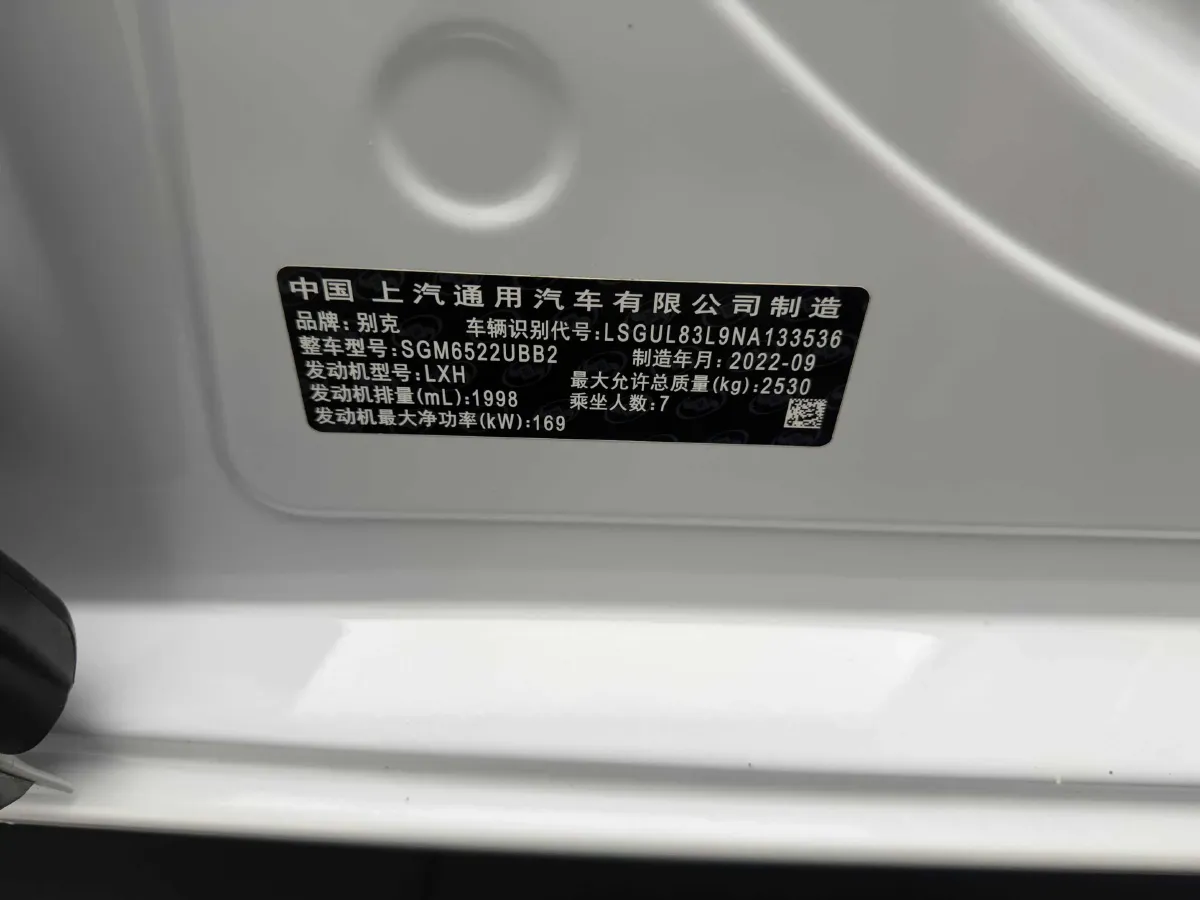 中国 上汽通用汽车有限公司制造
品牌:别克 车辆识别代号:LSGUL83L9NA133536
整车型号:SGM6522UBB2 制造年月:2022-09
发动机型号:LXH 最大允许总质量(kg):2530
发动机排量(mL):1998 乘坐人数:7
发动机最大净功率(kW):169